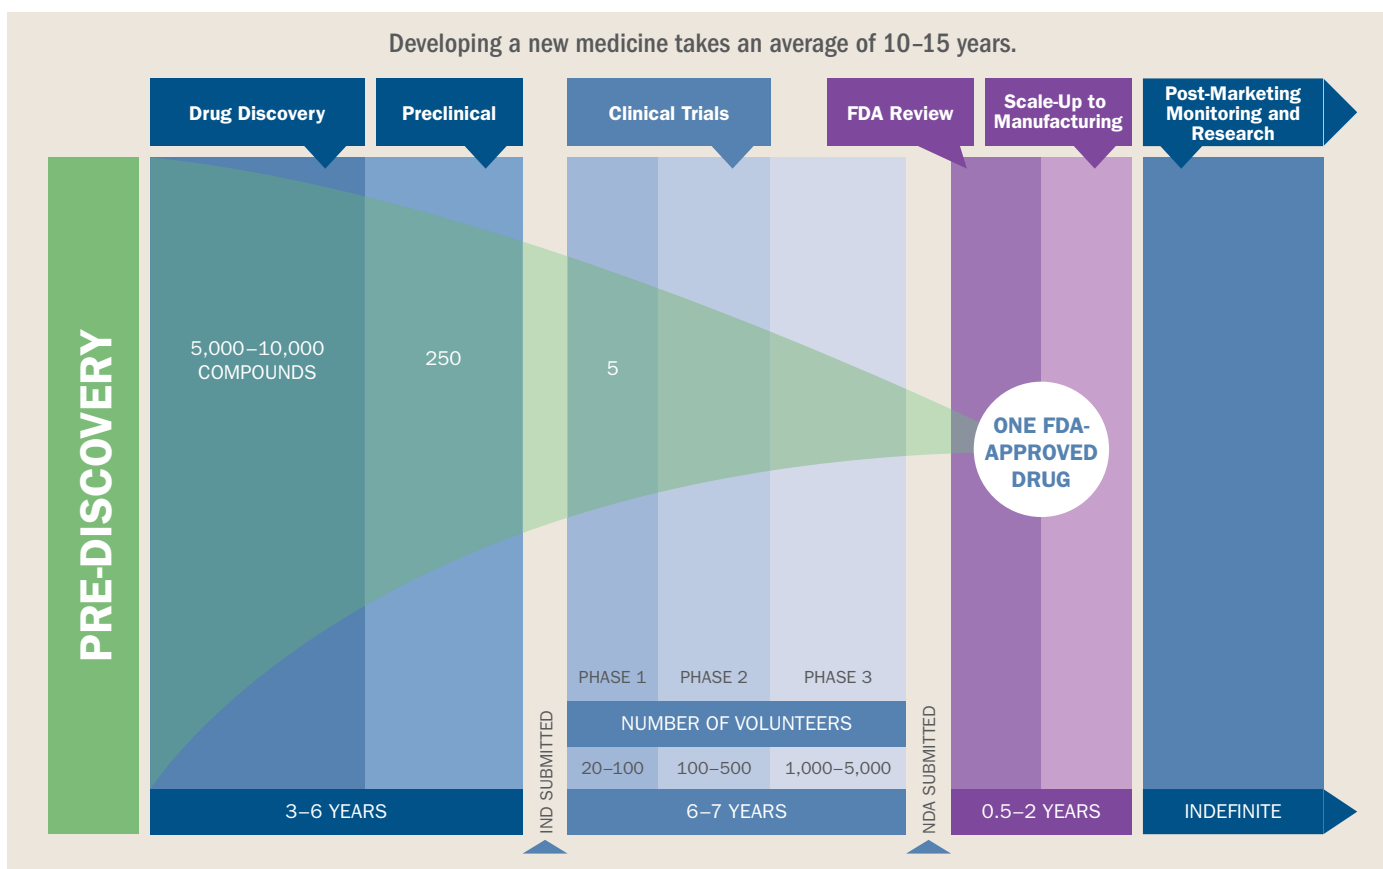 Developing a new medicine takes an average of 10–15 years.
Drug Discovery
Preclinical
Clinical Trials
FDA Review
Scale-Up to
Manufacturing
Post-Marketing
Monitoring and
Research
PRE-DISCOVERY
5,000–10,000
COMPOUNDS
250
5
ONE FDA-
APPROVED
DRUG
PHASE 1
PHASE 2
PHASE 3
NUMBER OF VOLUNTEERS
20–100
100–500
1,000–5,000
IND SUBMITTED
NDA SUBMITTED
3–6 YEARS
6–7 YEARS
0.5–2 YEARS
INDEFINITE